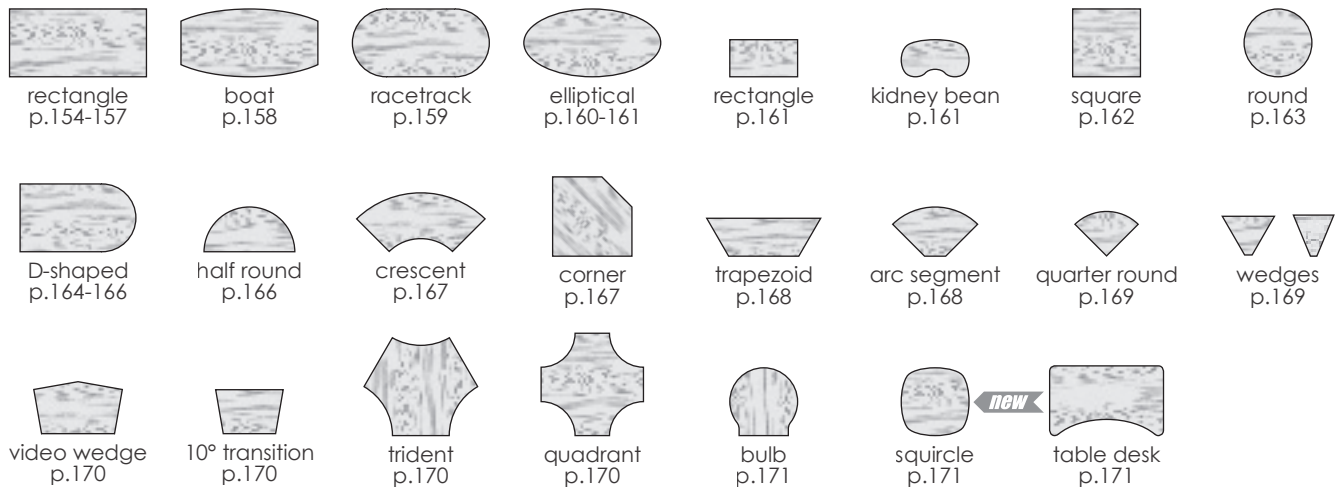 rectangle
p.154-157
boat
p.158
racetrack
p.159
elliptical
p.160-161
rectangle
p.161
kidney bean
p.161
square
p.162
round
p.163
D-shaped
p.164-166
half round
p.166
crescent
p.167
corner
p.167
trapezoid
p.168
arc segment
p.168
quarter round
p.169
wedges
p.169
video wedge
p.170
10° transition
p.170
trident
p.170
quadrant
p.170
bulb
p.171
squircle
p.171
new
table desk
p.171